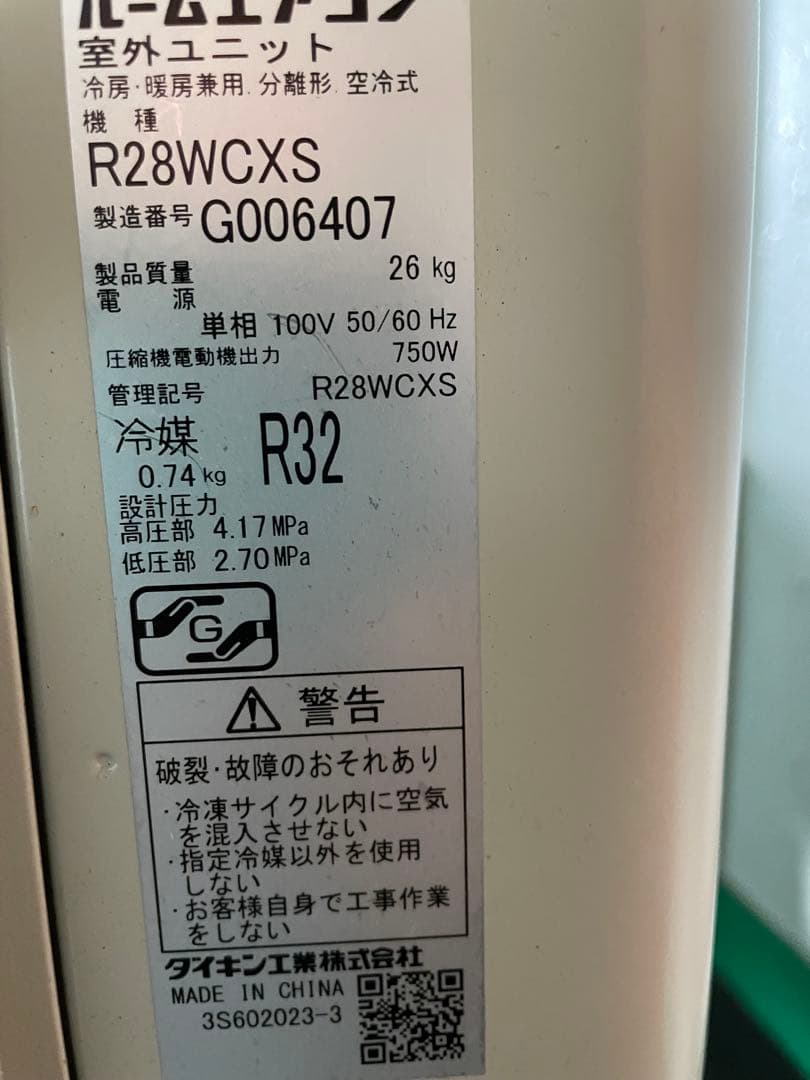 ルームエアコン
室外ユニット
冷房・暖房兼用．分離形．空冷式
機 種
R28WCXS
製造番号 G006407
製品質量 26 kg
電 源
単相 100V 50/60 Hz
圧縮機電動機出力 750W
管理記号 R28WCXS
冷媒 R32
0.74 kg
設計圧力
高圧部 4.17 MPa
低圧部 2.70 MPa
G
警告
破裂・故障のおそれあり
・冷凍サイクル内に空気
を混入させない
・指定冷媒以外を使用
しない
・お客様自身で工事作業
をしない
ダイキン工業株式会社
MADE IN CHINA
3S602023-3